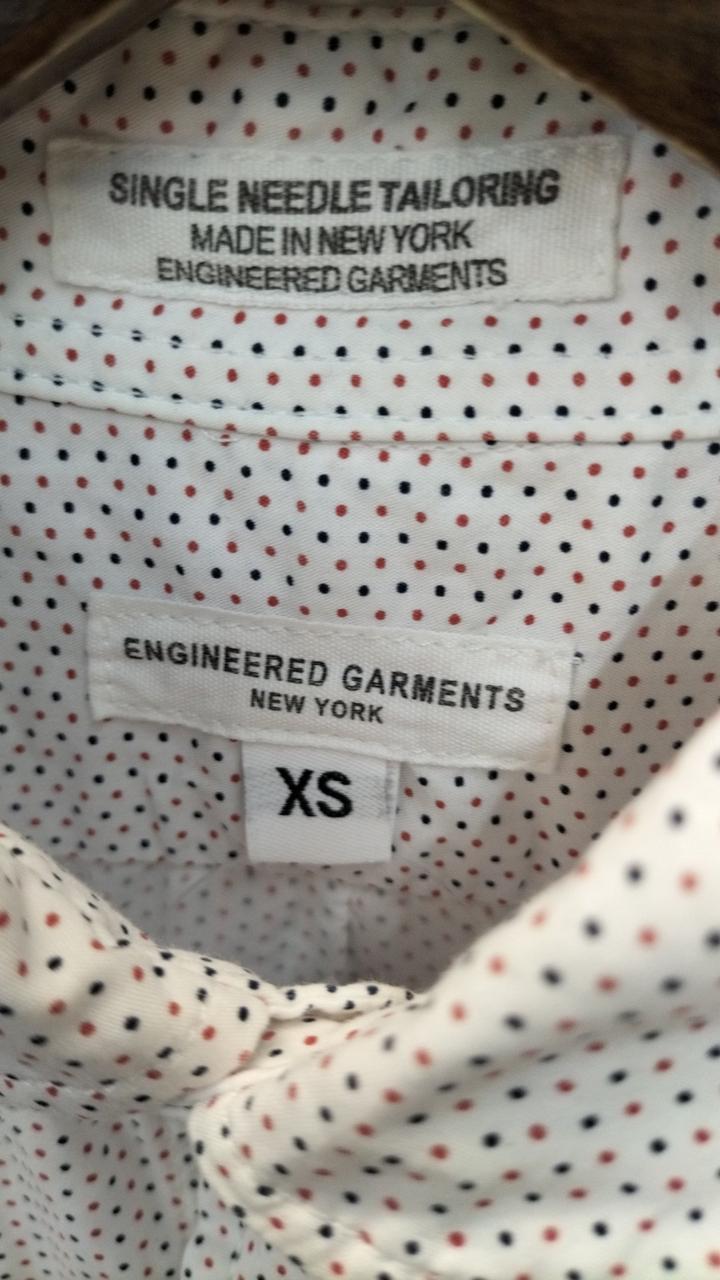 SINGLE NEEDLE TAILORING
MADE IN NEW YORK
ENGINEERED GARMENTS
ENGINEERED GARMENTS
NEW YORK
XS